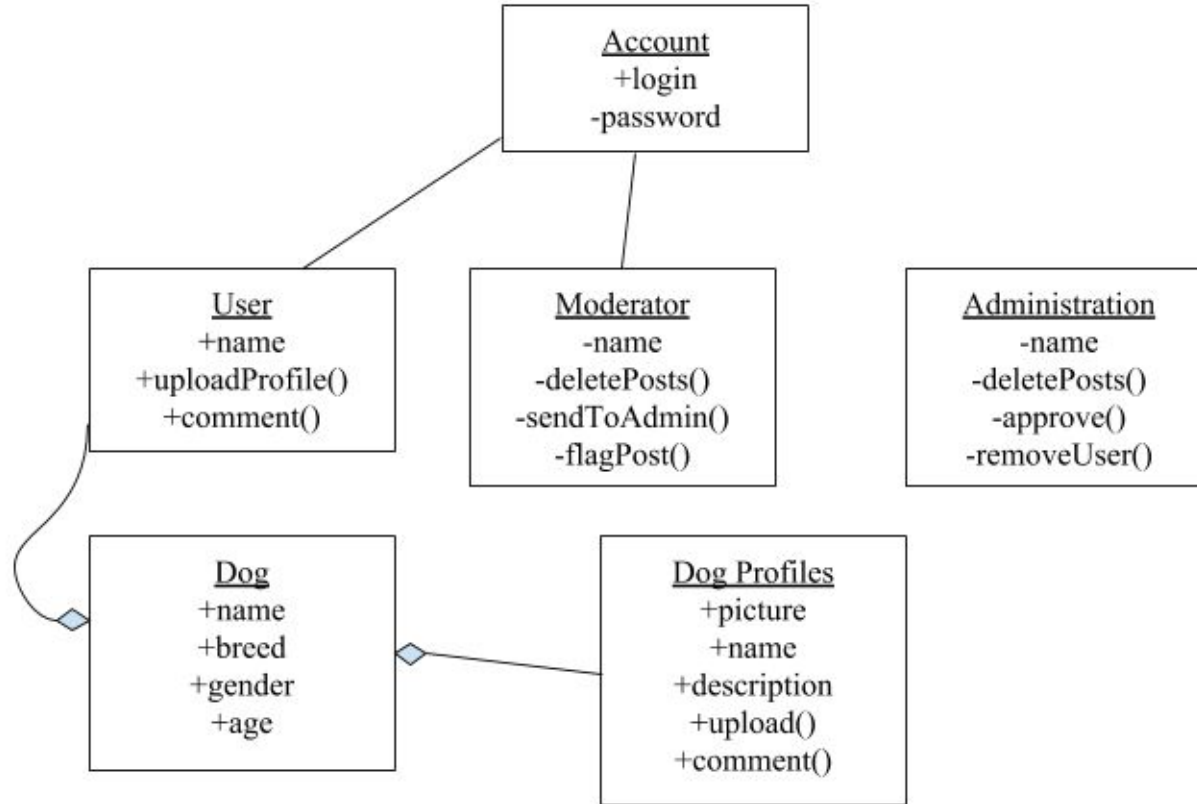 Account
+login
-password
User
+name
+uploadProfile()
+comment()
Moderator
-name
-deletePosts()
-sendToAdmin()
-flagPost()
Administration
-name
-deletePosts()
-approve()
-removeUser()
Dog
+name
+breed
+gender
+age
Dog Profiles
+picture
+name
+description
+upload()
+comment()